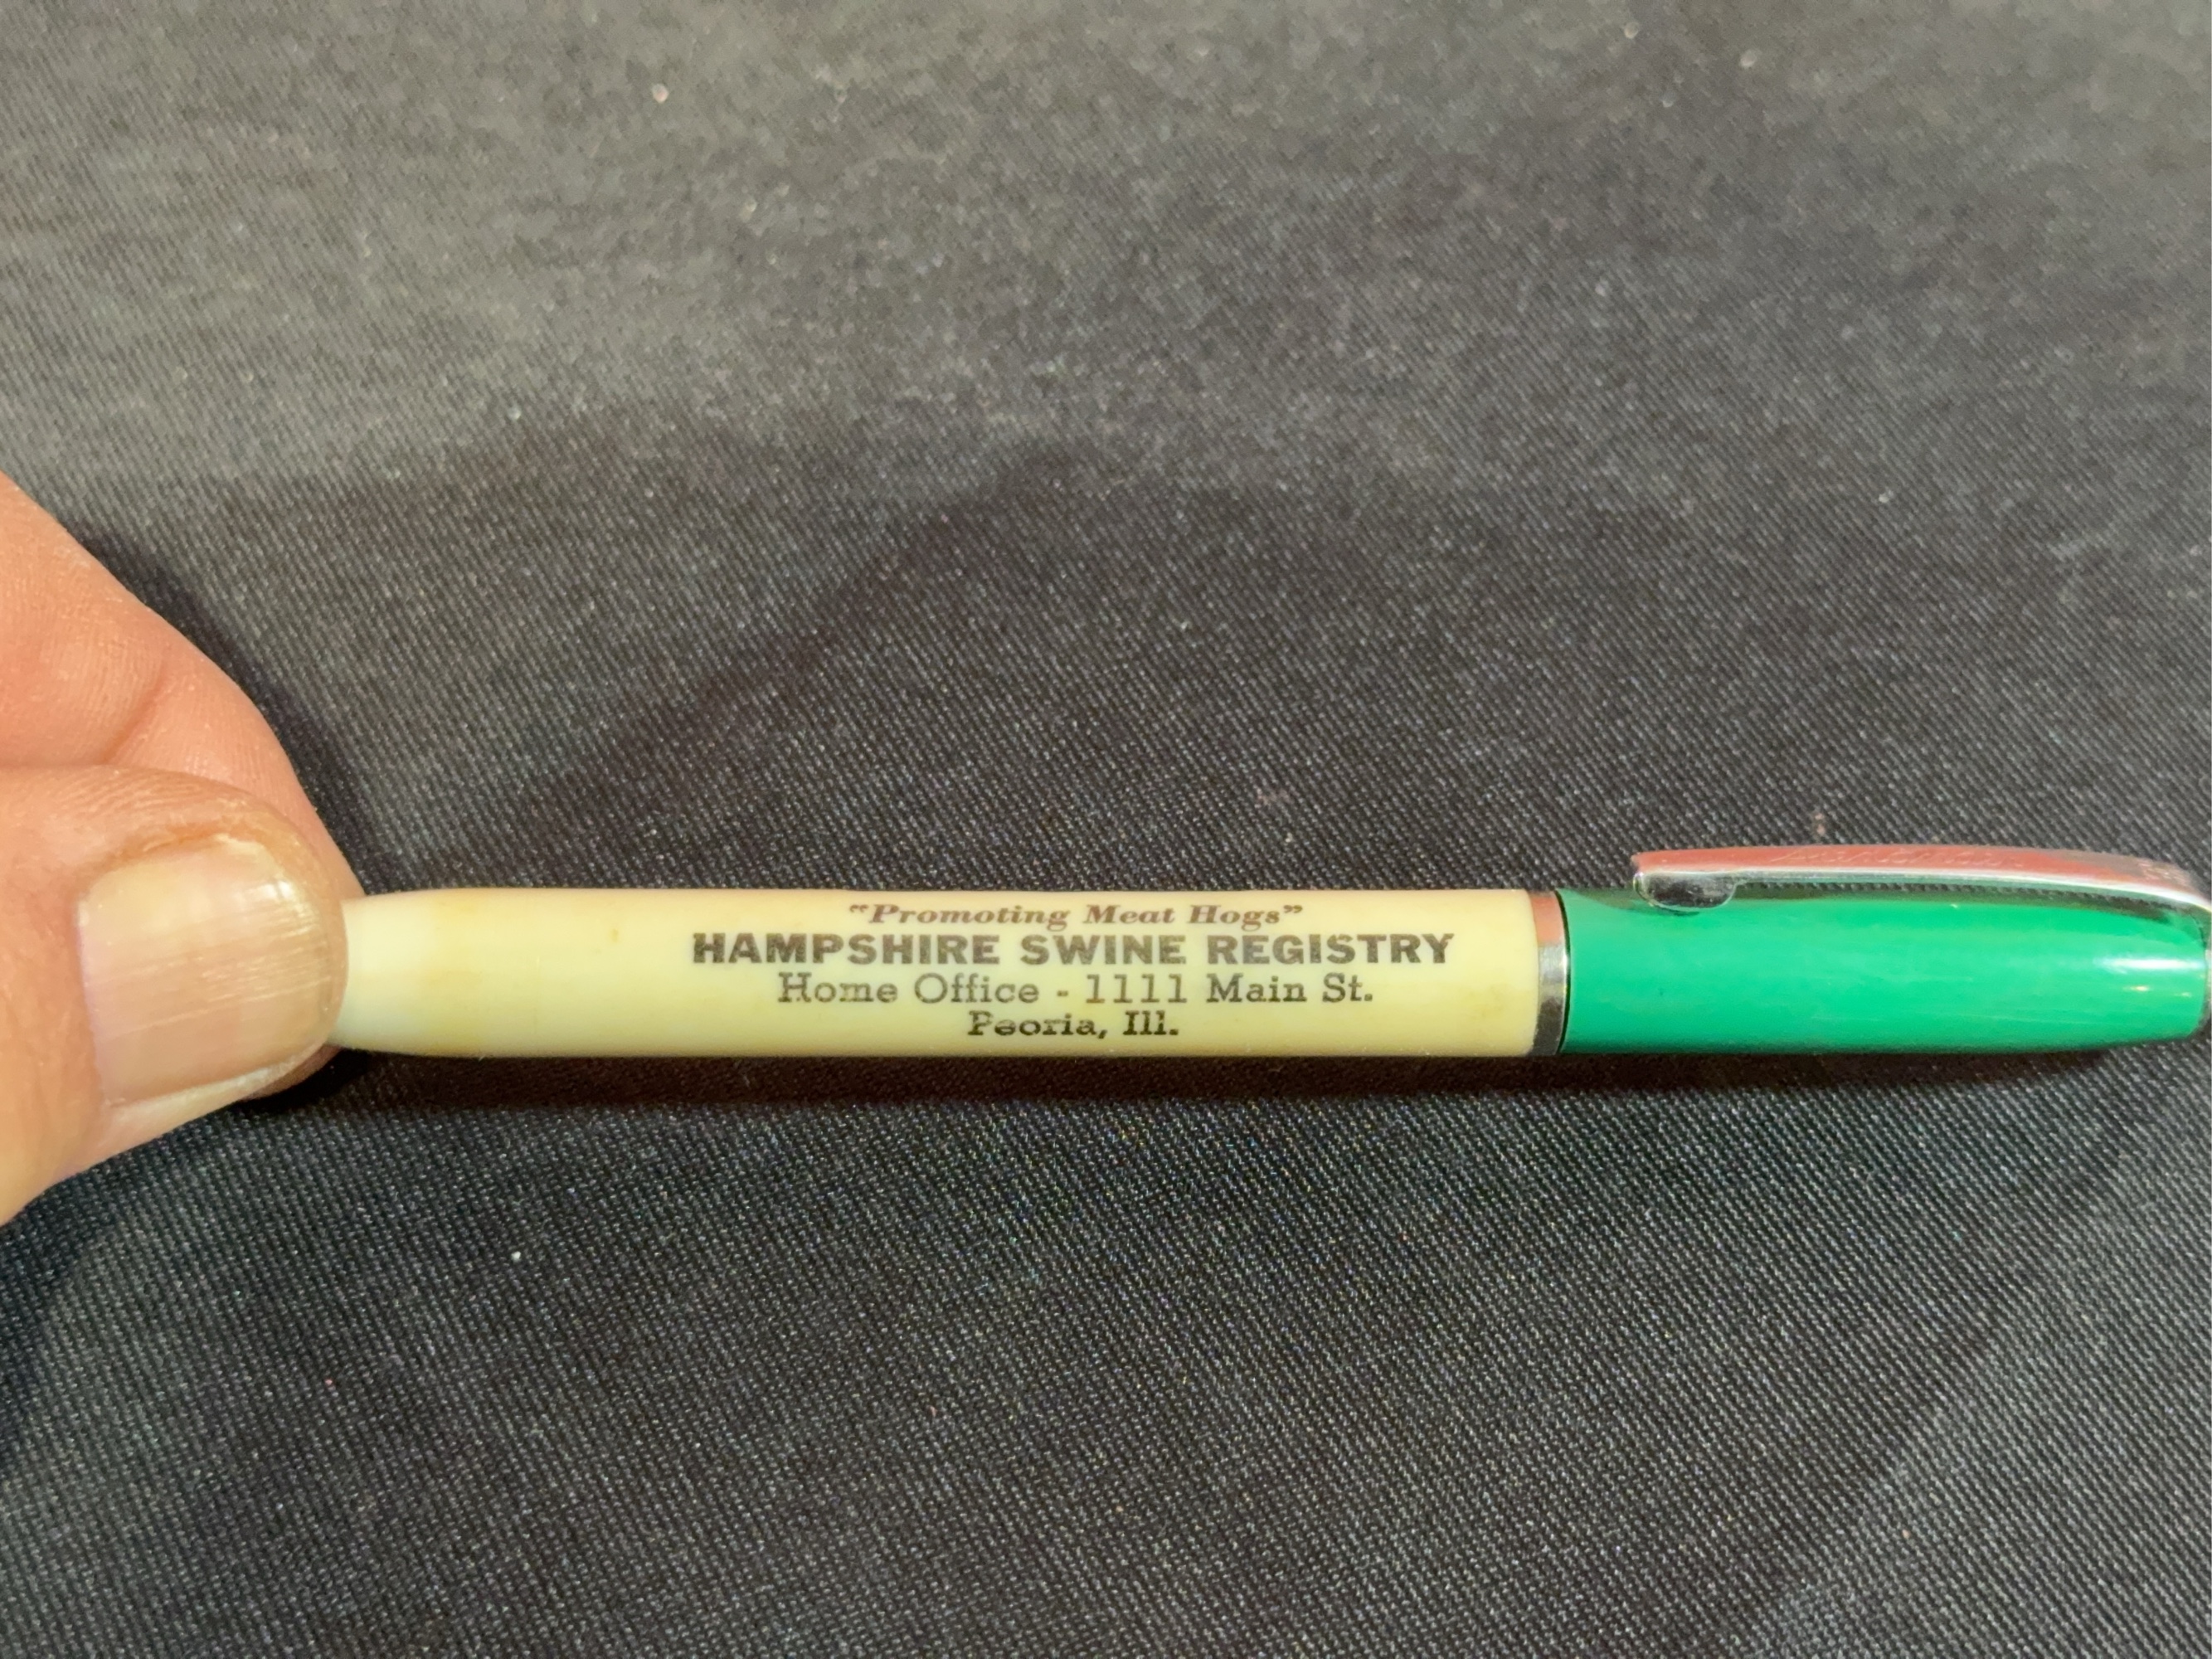 "Promoting Meat Hogs"
HAMPSHIRE SWINE REGISTRY
Home Office - 1111 Main St.
Peoria, Ill.